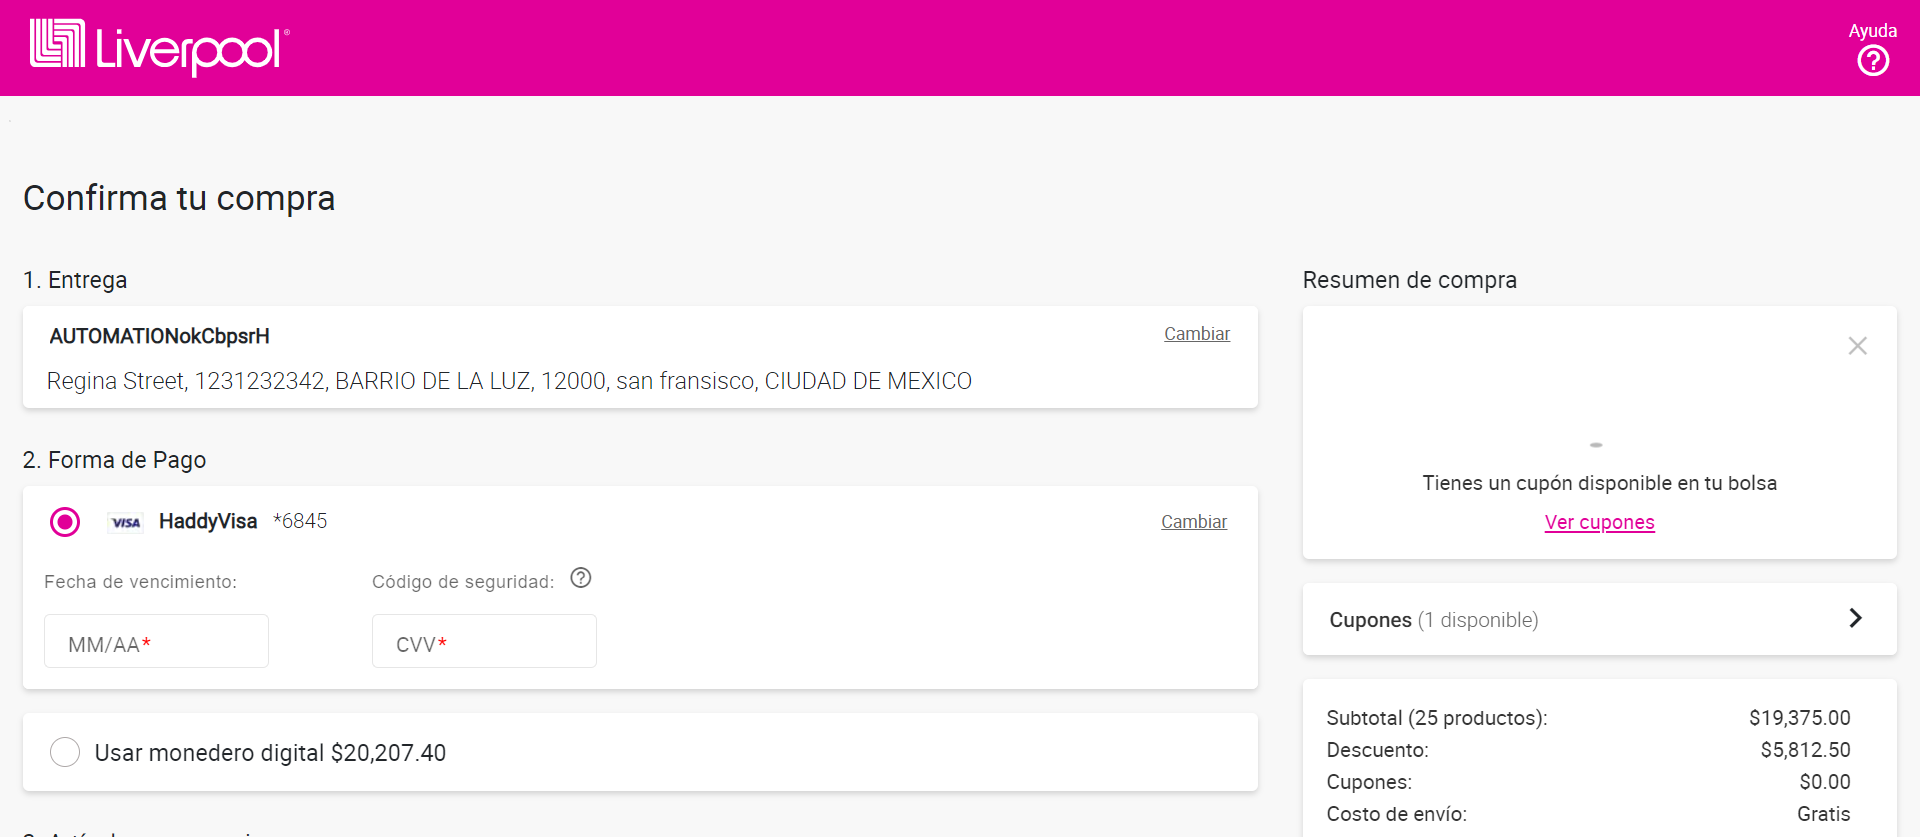 Liverpool®
Ayuda
Confirma tu compra
1. Entrega
AUTOMATIONokCbpsrH
Cambiar
Regina Street, 1231232342, BARRIO DE LA LUZ, 12000, san fransisco, CIUDAD DE MEXICO
2. Forma de Pago
VISA HaddyVisa *6845
Cambiar
Fecha de vencimiento:
Código de seguridad:
MM/AA*
CVV*
Usar monedero digital $20,207.40
Resumen de compra
Tienes un cupón disponible en tu bolsa
Ver cupones
Cupones (1 disponible)
Subtotal (25 productos): $19,375.00
Descuento: $5,812.50
Cupones: $0.00
Costo de envío: Gratis